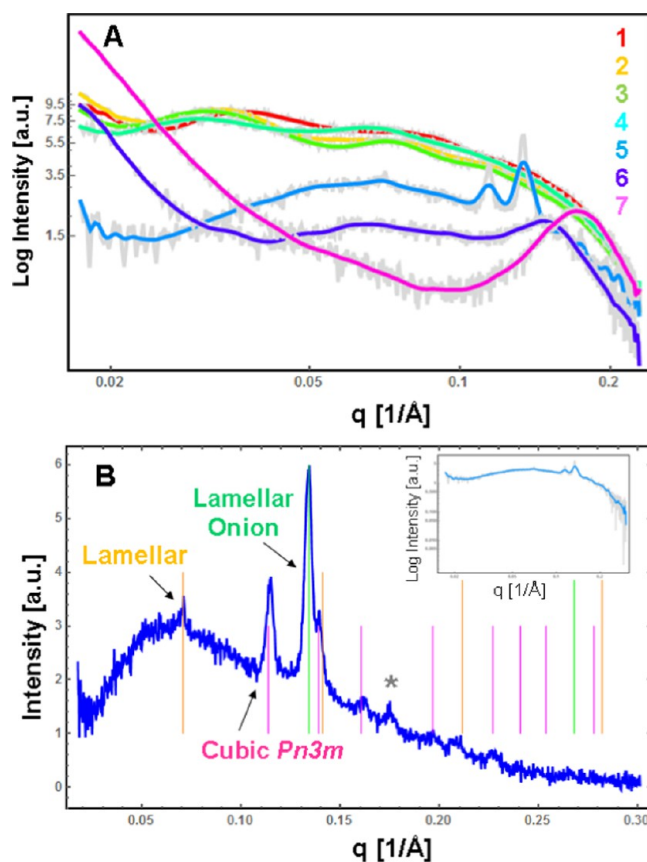 A
1
2
3
4
5
6
7
Log Intensity [a.u.]
9.5
7.5
5.5
3.5
1.5
0.02 0.05 0.1 0.2
q [1/Å]
B
Lamellar
Onion
Lamellar
Cubic Pn3m
*
Intensity [a.u.]
6
5
4
3
2
1
0
0.05 0.10 0.15 0.20 0.25 0.30
q [1/Å]
Log Intensity [a.u.]
q [1/Å]